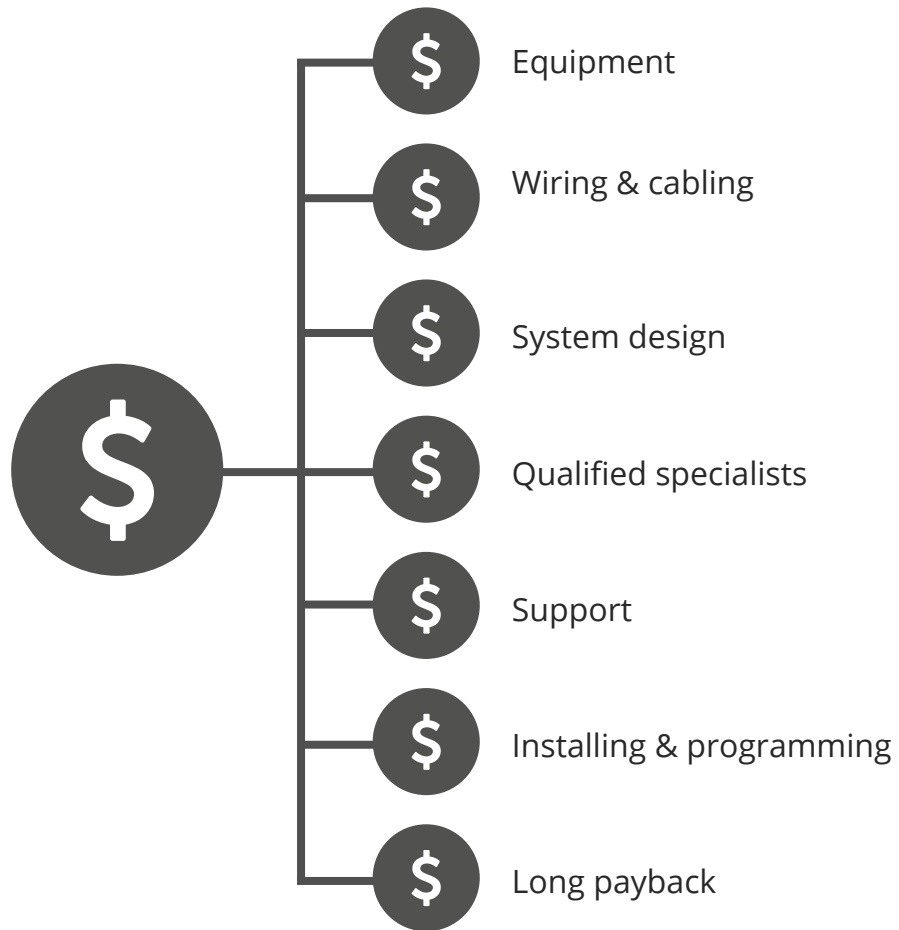 $
Equipment
$
Wiring & cabling
$
System design
$
$
Qualified specialists
$
Support
$
Installing & programming
$
Long payback